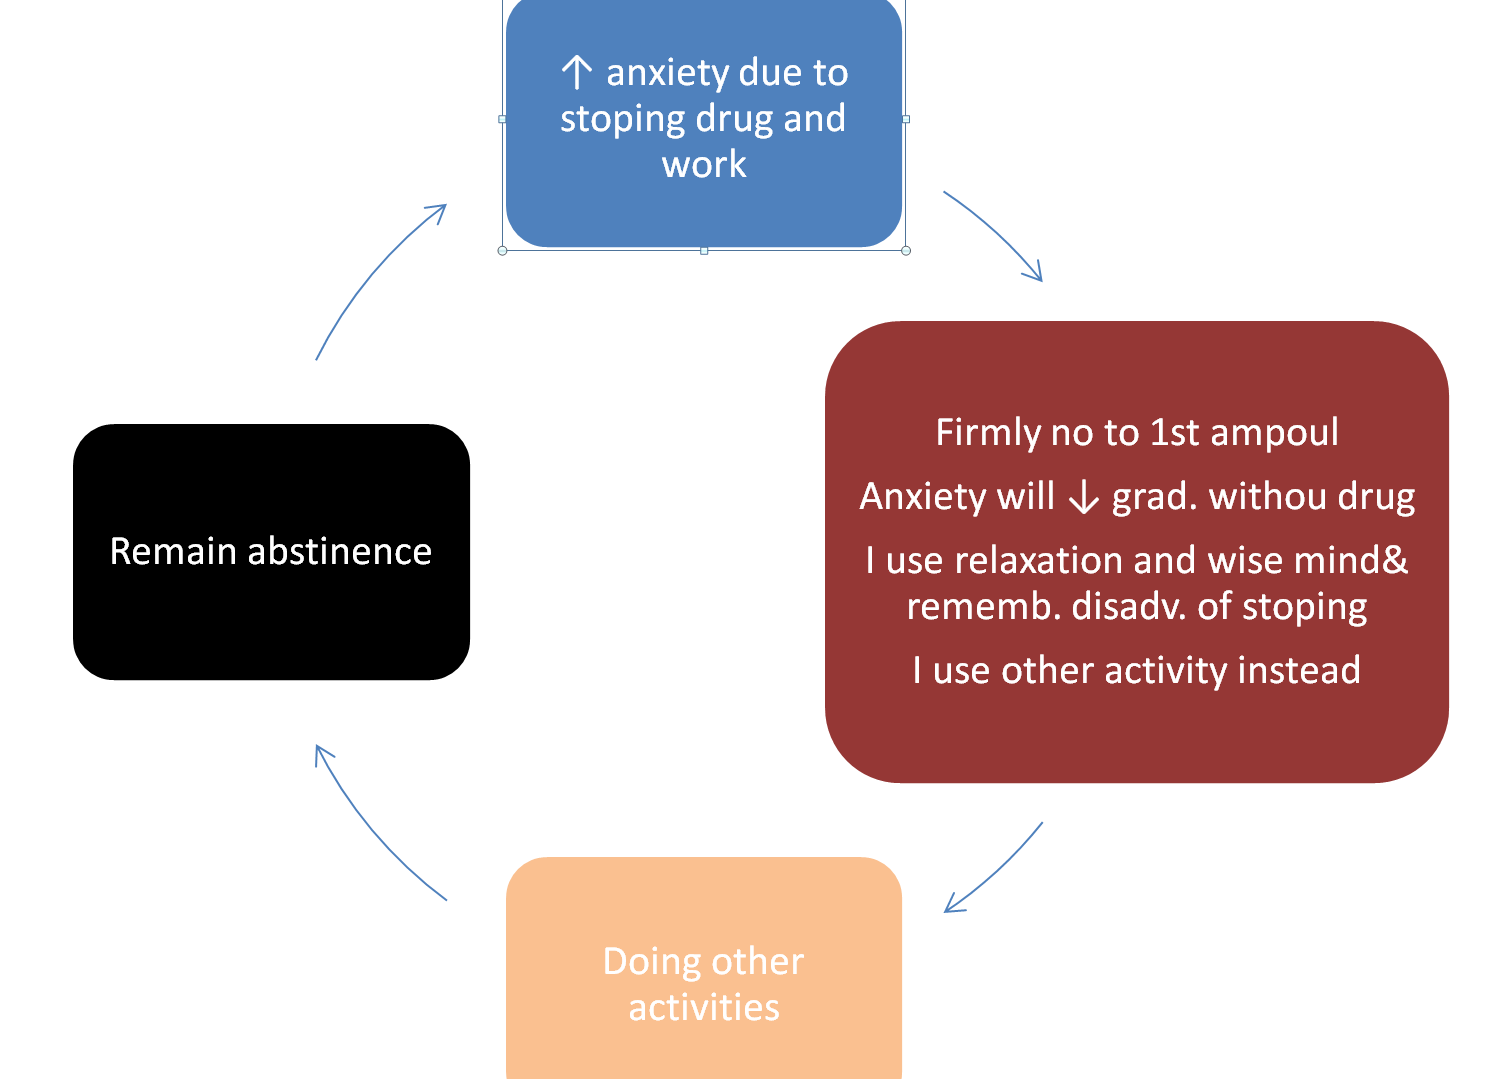 ↑ anxiety due to
stoping drug and
work
Firmly no to 1st ampoul
Anxiety will ↓ grad. withou drug
I use relaxation and wise mind&
rememb. disadv. of stoping
I use other activity instead
Doing other
activities
Remain abstinence